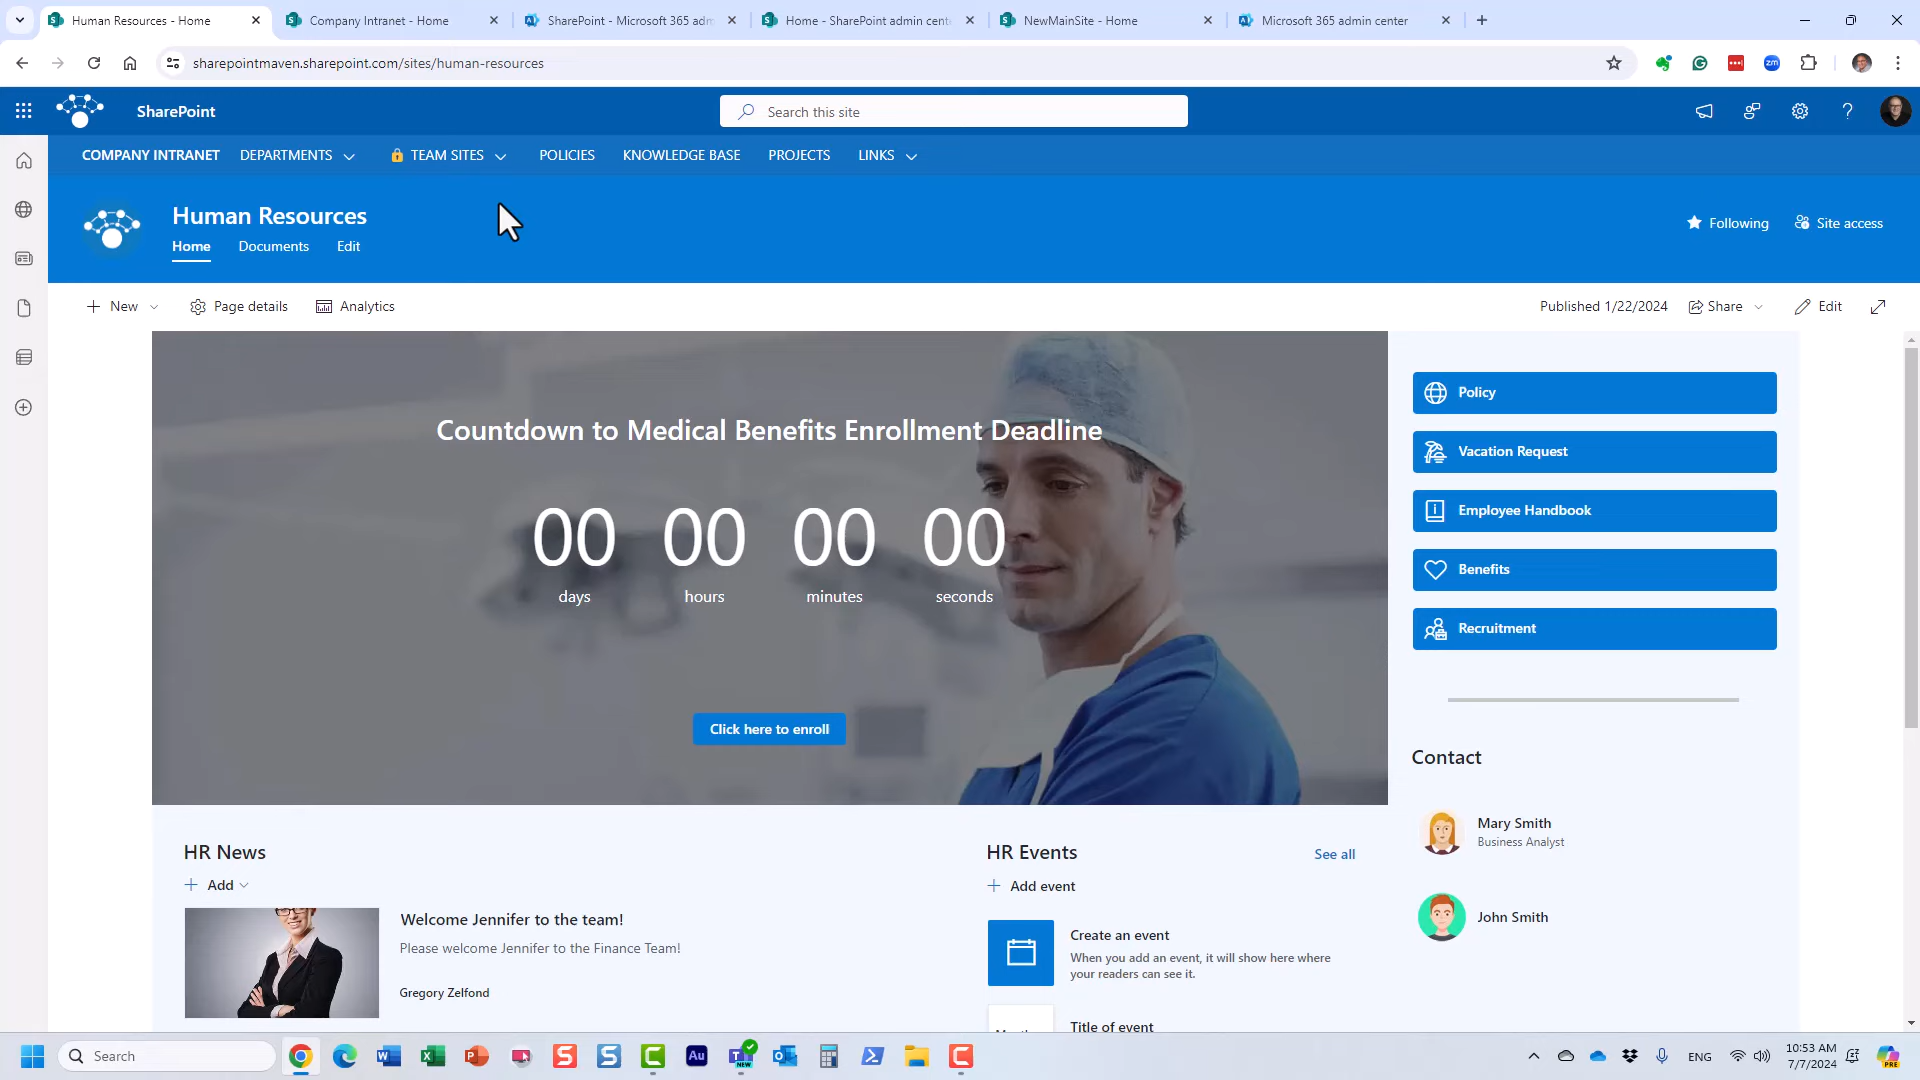 Human Resources - Home
Company Intranet - Home
SharePoint - Microsoft 365 adm
Home - SharePoint admin cent
NewMainSite - Home
Microsoft 365 admin center
sharepointmaven.sharepoint.com/sites/human-resources
zm
SharePoint
Search this site
COMPANY INTRANET
DEPARTMENTS
TEAM SITES
POLICIES
KNOWLEDGE BASE
PROJECTS
LINKS
Human Resources
Home
Documents
Edit
Following
Site access
New
Page details
Analytics
Published 1/22/2024
Share
Edit
Countdown to Medical Benefits Enrollment Deadline
00 00 00 00
days hours minutes seconds
Click here to enroll
Policy
Vacation Request
Employee Handbook
Benefits
Recruitment
Contact
Mary Smith
Business Analyst
John Smith
HR News
Add
Welcome Jennifer to the team!
Please welcome Jennifer to the Finance Team!
Gregory Zelfond
HR Events
See all
Add event
Create an event
When you add an event, it will show here where
your readers can see it.
Title of event
Search
Au
NEW
ENG
10:53 AM
7/7/2024
PRE